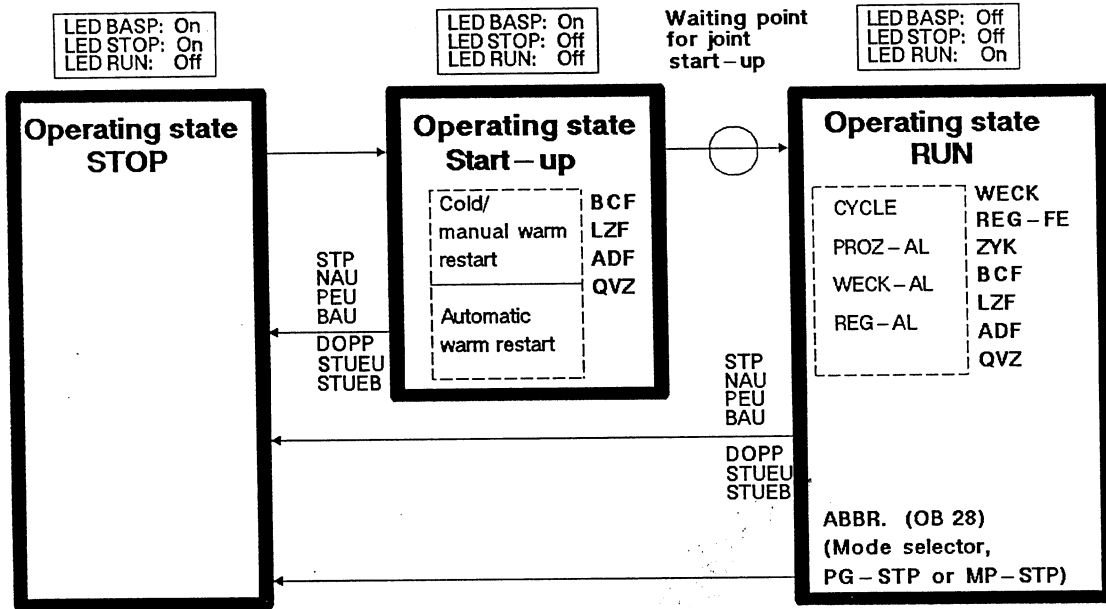 LED BASP: On
LED STOP: On
LED RUN: Off
LED BASP: On
LED STOP: Off
LED RUN: Off
Waiting point
for joint
start-up
LED BASP: Off
LED STOP: Off
LED RUN: On
Operating state
STOP
Operating state
Start-up
Cold/
manual warm
restart
Automatic
warm restart
BCF
LZF
ADF
QVZ
STP
NAU
PEU
BAU
DOPP
STUEU
STUEB
Operating state
RUN
CYCLE
PROZ-AL
WECK-AL
REG-AL
WECK
REG-FE
ZYK
BCF
LZF
ADF
QVZ
STP
NAU
PEU
BAU
DOPP
STUEU
STUEB
ABBR. (OB 28)
(Mode selector,
PG-STP or MP-STP)